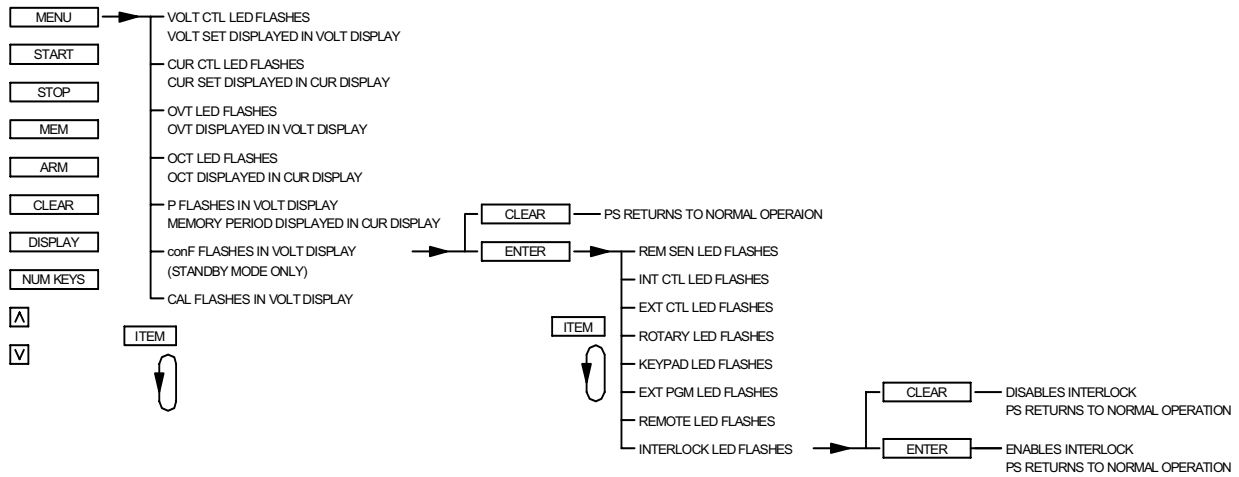 MENU
START
STOP
MEM
ARM
CLEAR
DISPLAY
NUM KEYS
VOLT CTL LED FLASHES
VOLT SET DISPLAYED IN VOLT DISPLAY
CUR CTL LED FLASHES
CUR SET DISPLAYED IN CUR DISPLAY
OVT LED FLASHES
OVT DISPLAYED IN VOLT DISPLAY
OCT LED FLASHES
OCT DISPLAYED IN CUR DISPLAY
P FLASHES IN VOLT DISPLAY
MEMORY PERIOD DISPLAYED IN CUR DISPLAY
conF FLASHES IN VOLT DISPLAY
(STANDBY MODE ONLY)
CAL FLASHES IN VOLT DISPLAY
ITEM
CLEAR
PS RETURNS TO NORMAL OPERAION
ENTER
REM SEN LED FLASHES
INT CTL LED FLASHES
EXT CTL LED FLASHES
ROTARY LED FLASHES
KEYPAD LED FLASHES
EXT PGM LED FLASHES
REMOTE LED FLASHES
INTERLOCK LED FLASHES
ITEM
CLEAR
DISABLES INTERLOCK
PS RETURNS TO NORMAL OPERATION
ENTER
ENABLES INTERLOCK
PS RETURNS TO NORMAL OPERATION